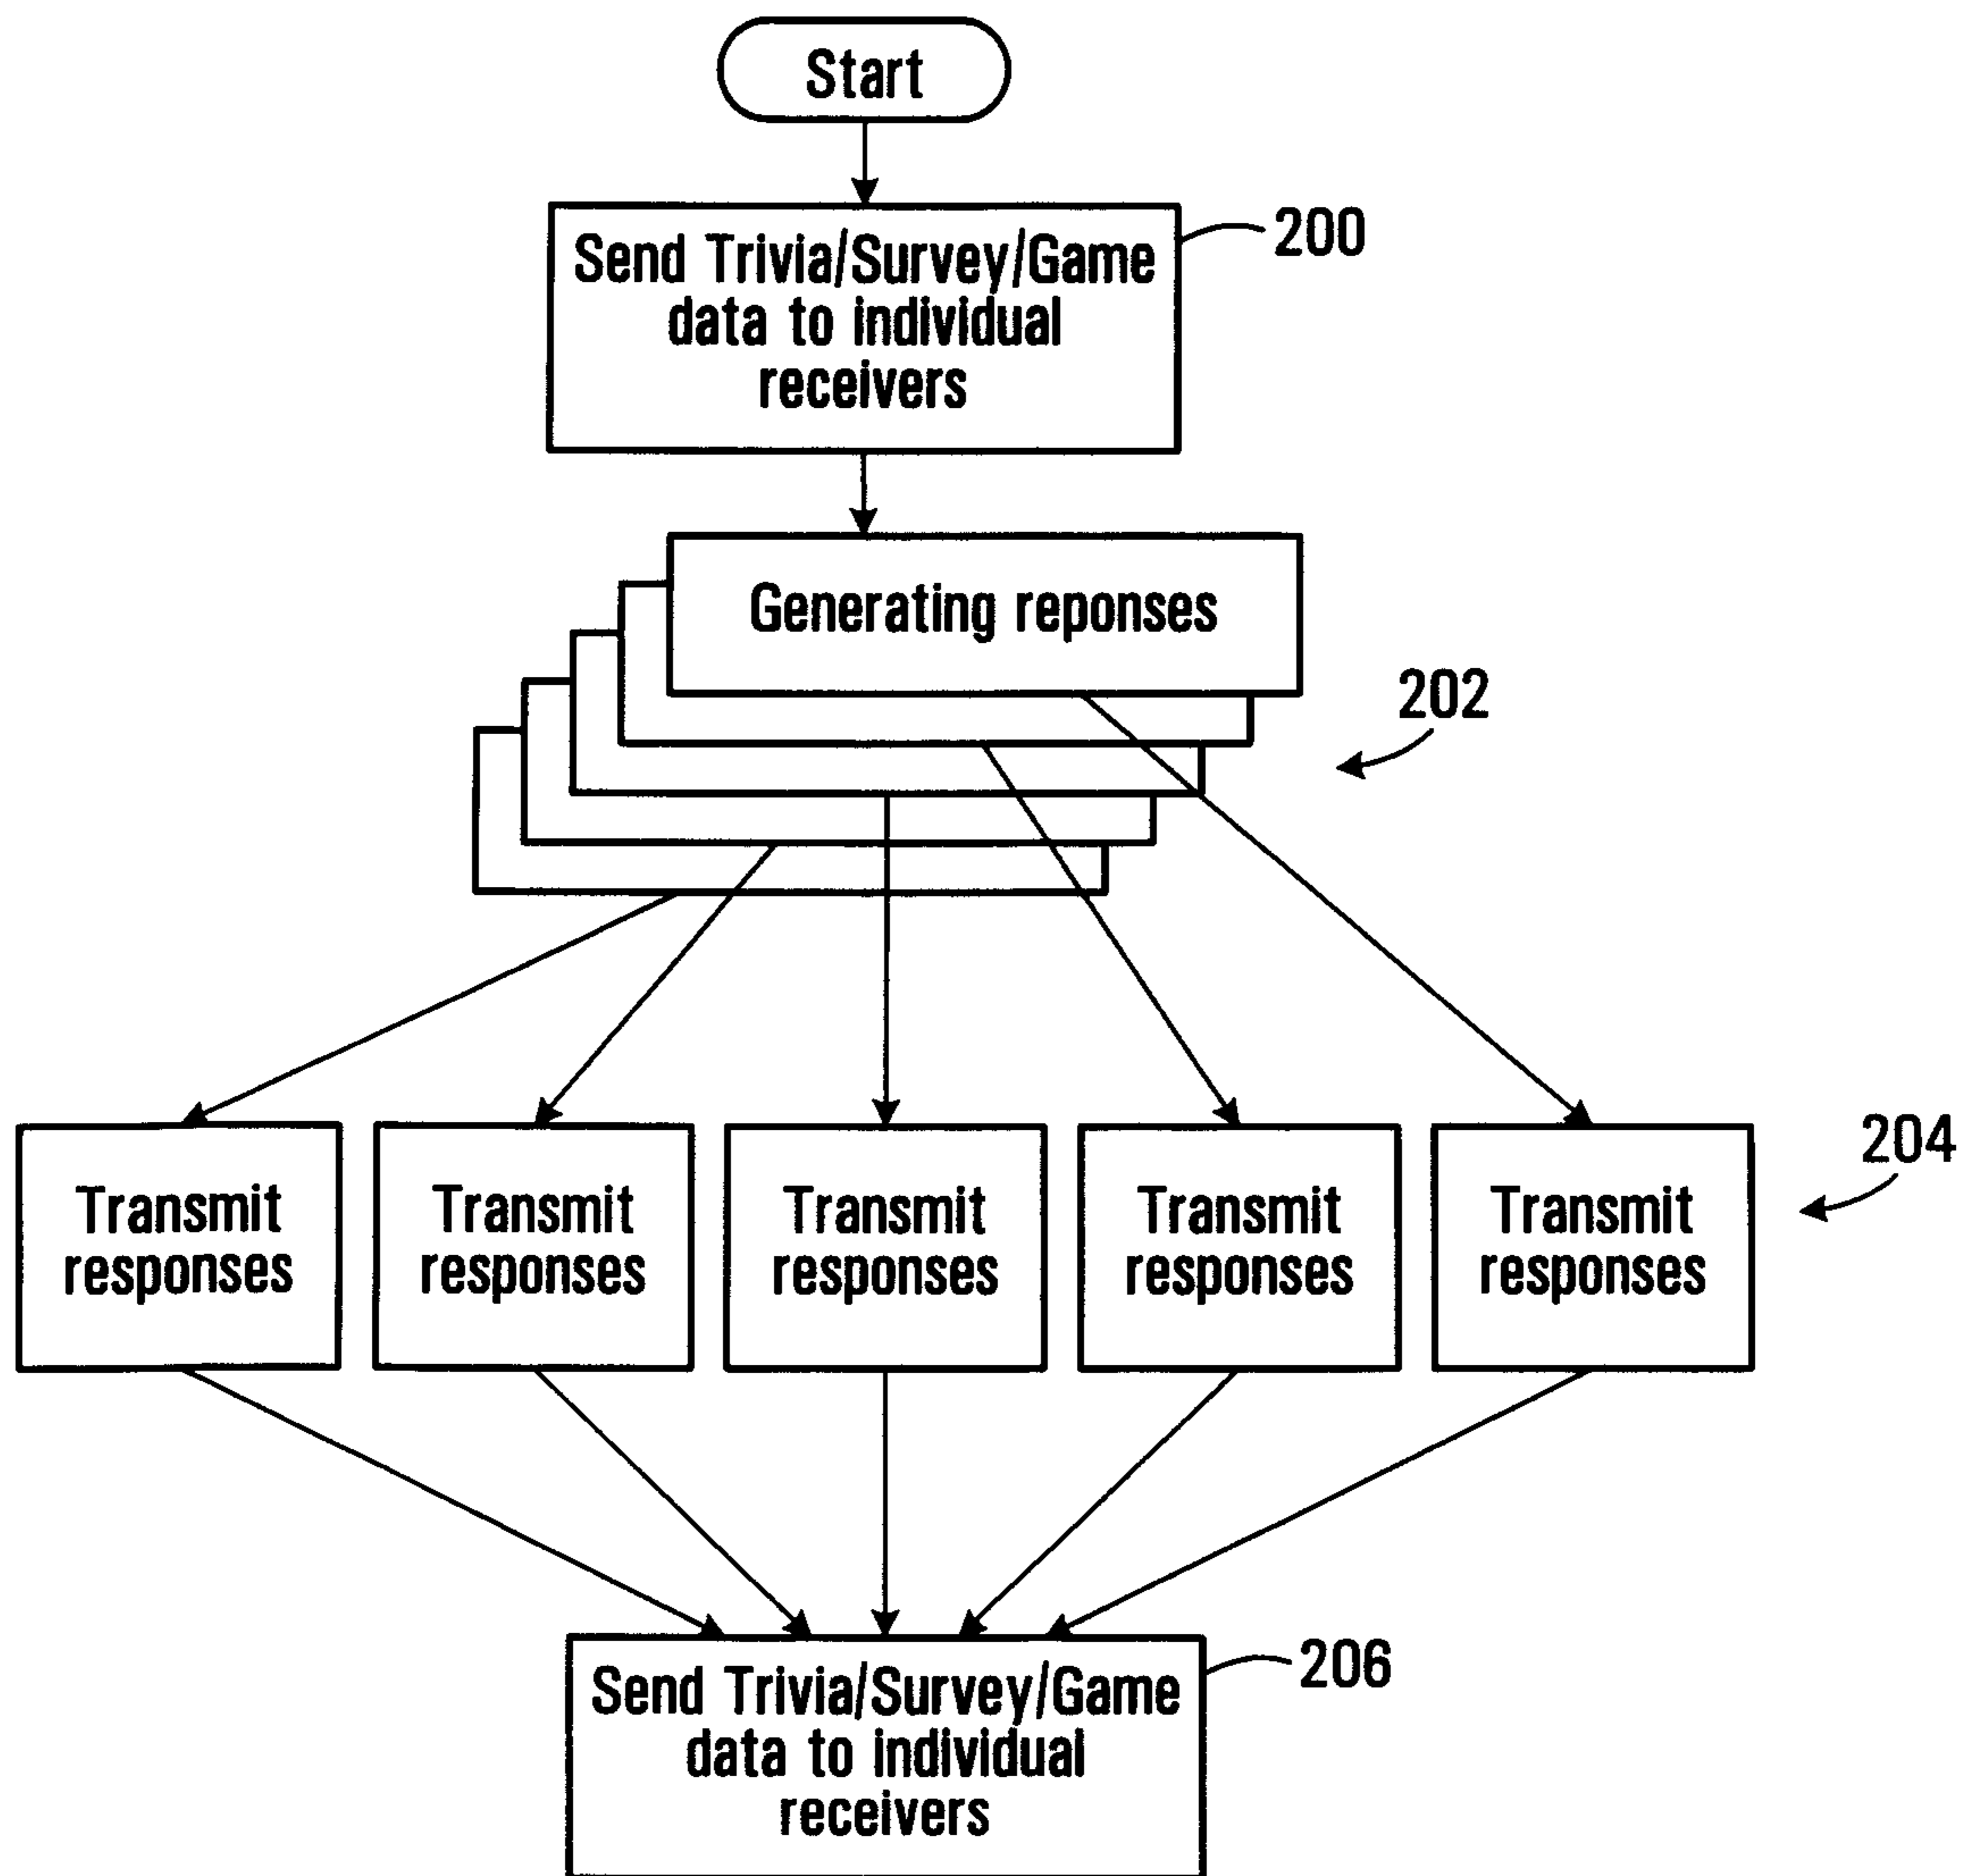 Start
Send Trivia/Survey/Game
data to individual
receivers
200
Generating reponses
202
204
Transmit
responses
Transmit
responses
Transmit
responses
Transmit
responses
Transmit
responses
Send Trivia/Survey/Game
data to individual
receivers
206